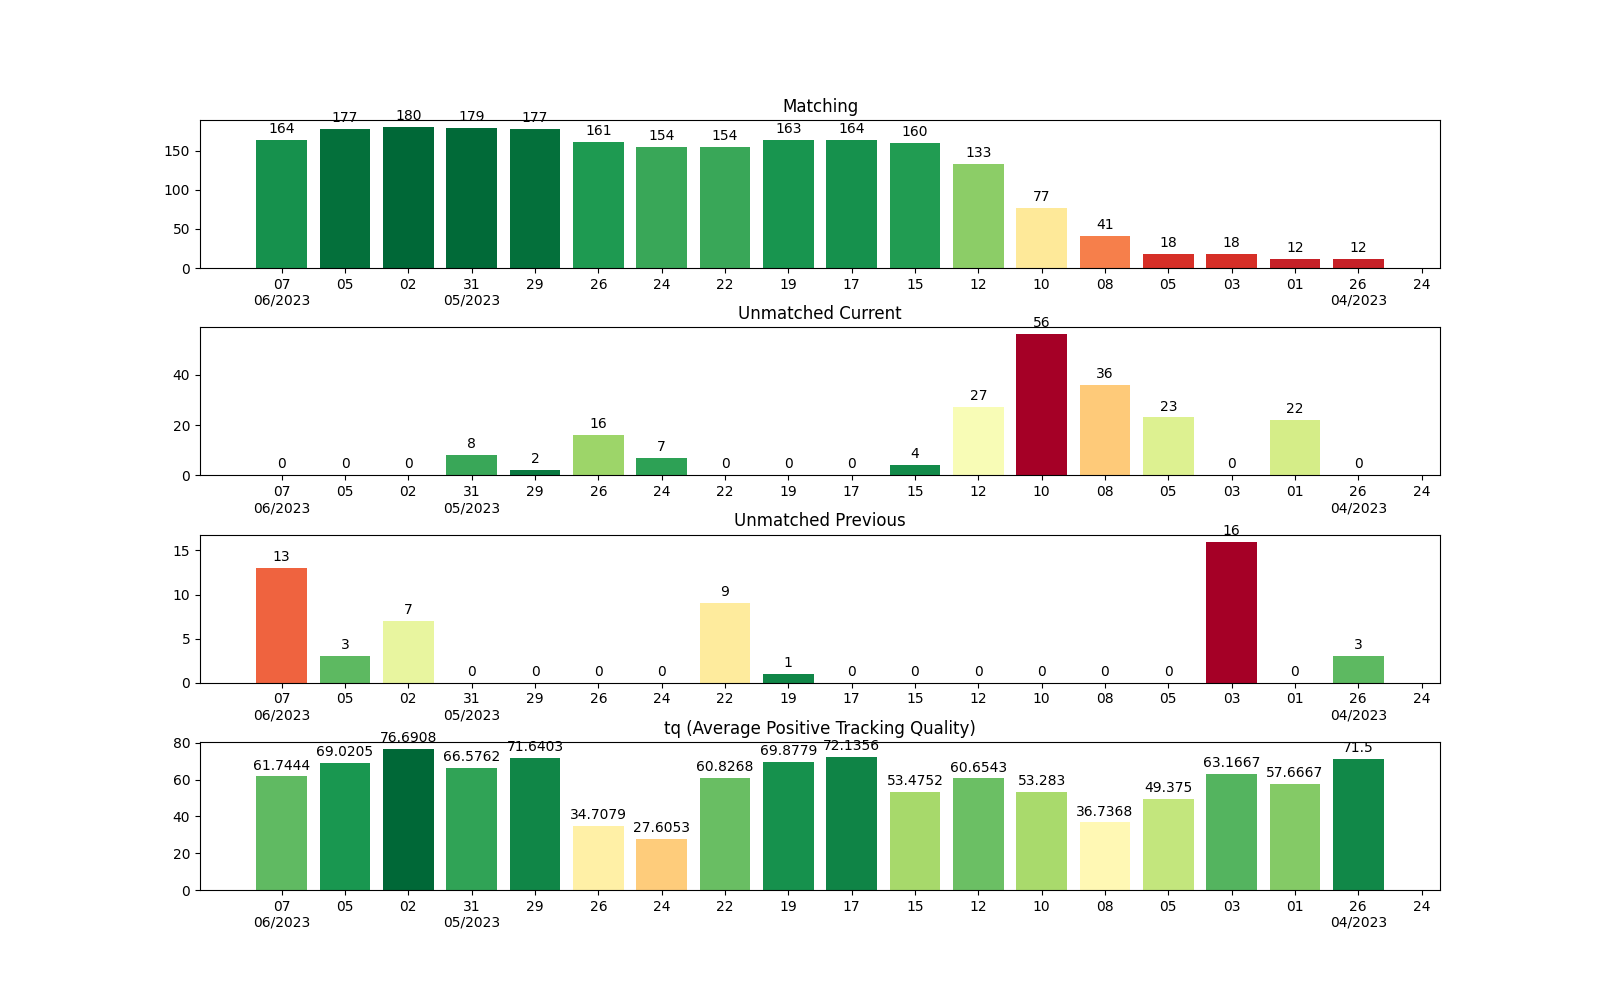 Matching
164 177 180 179 177 161 154 154 163 164 160 133 77 41 18 18 12 12
150
100
50
0
07 05 02 31 29 26 24 22 19 17 15 12 10 08 05 03 01 26 24
06/2023 05/2023 04/2023
Unmatched Current
0 0 0 8 2 16 7 0 0 0 4 27 56 36 23 0 22 0
40
20
0
07 05 02 31 29 26 24 22 19 17 15 12 10 08 05 03 01 26 24
06/2023 05/2023 04/2023
Unmatched Previous
13 3 7 0 0 0 0 9 1 0 0 0 0 0 0 16 0 3
15
10
5
0
07 05 02 31 29 26 24 22 19 17 15 12 10 08 05 03 01 26 24
06/2023 05/2023 04/2023
tq (Average Positive Tracking Quality)
61.7444 69.0205 76.6908 66.5762 71.6403 34.7079 27.6053 60.8268 69.8779 72.1356 53.4752 60.6543 53.283 36.7368 49.375 63.1667 57.6667 71.5
80
60
40
20
0
07 05 02 31 29 26 24 22 19 17 15 12 10 08 05 03 01 26 24
06/2023 05/2023 04/2023